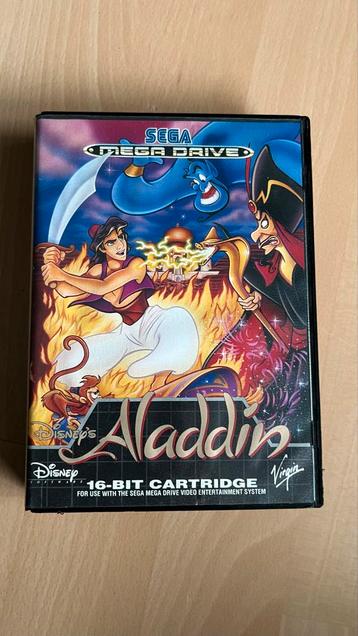 SEGA
MEGA DRIVE
DISNEY'S
Aladdin
DISNEY
SOFTWARE
16-BIT CARTRIDGE
FOR USE WITH THE SEGA MEGA DRIVE VIDEO ENTERTAINMENT SYSTEM
Virgin